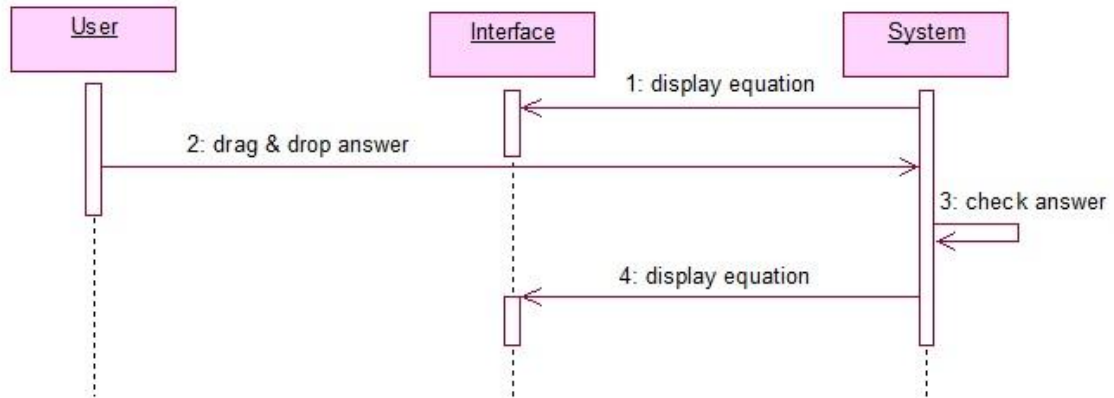 User
Interface
System
1: display equation
2: drag & drop answer
3: check answer
4: display equation